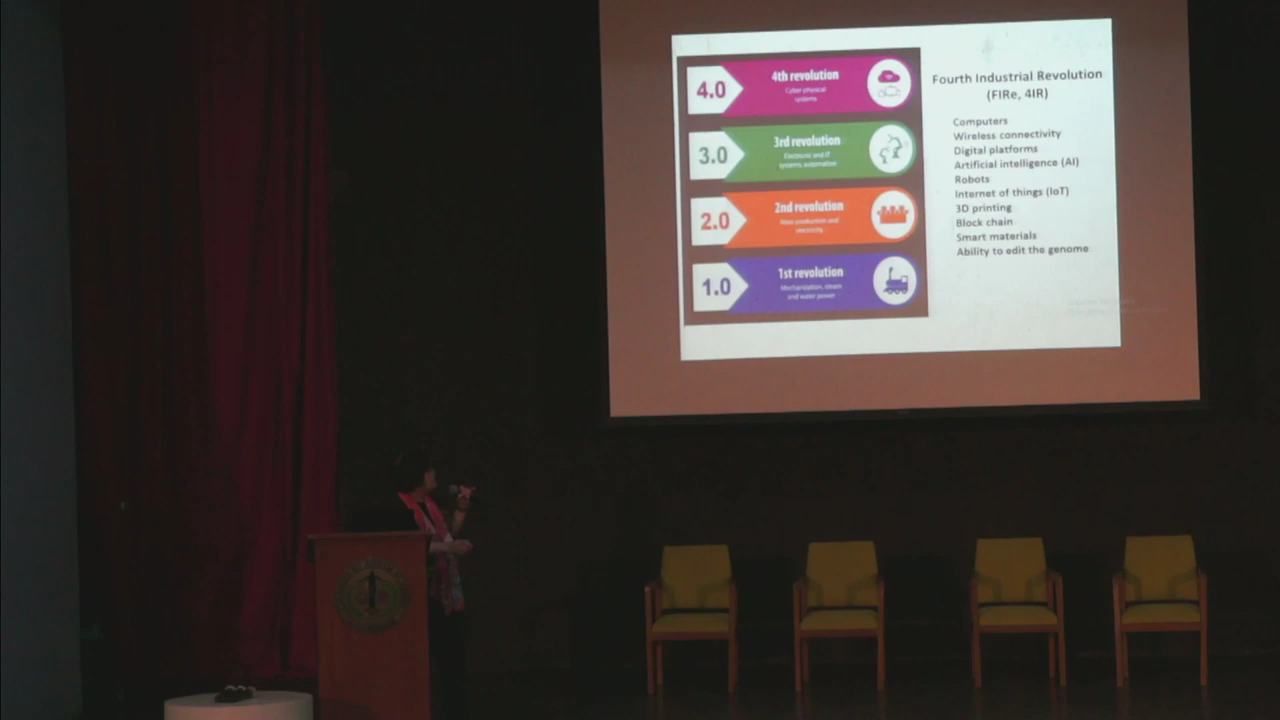 4.0
4th revolution
Cyber-physical
systems
3.0
3rd revolution
Electronic and IT
systems, automation
2.0
2nd revolution
Mass production and
electricity
1.0
1st revolution
Mechanization, steam
and water power
Fourth Industrial Revolution
(FIRe, 4IR)
Computers
Wireless connectivity
Digital platforms
Artificial intelligence (AI)
Robots
Internet of things (IoT)
3D printing
Block chain
Smart materials
Ability to edit the genome